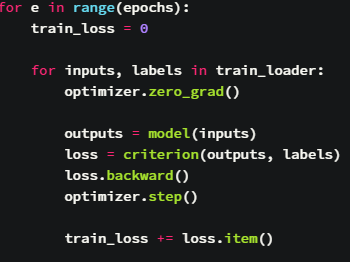 for e in range(epochs):
    train_loss = 0
    for inputs, labels in train_loader:
        optimizer.zero_grad()
        outputs = model(inputs)
        loss = criterion(outputs, labels)
        loss.backward()
        optimizer.step()
        train_loss += loss.item()